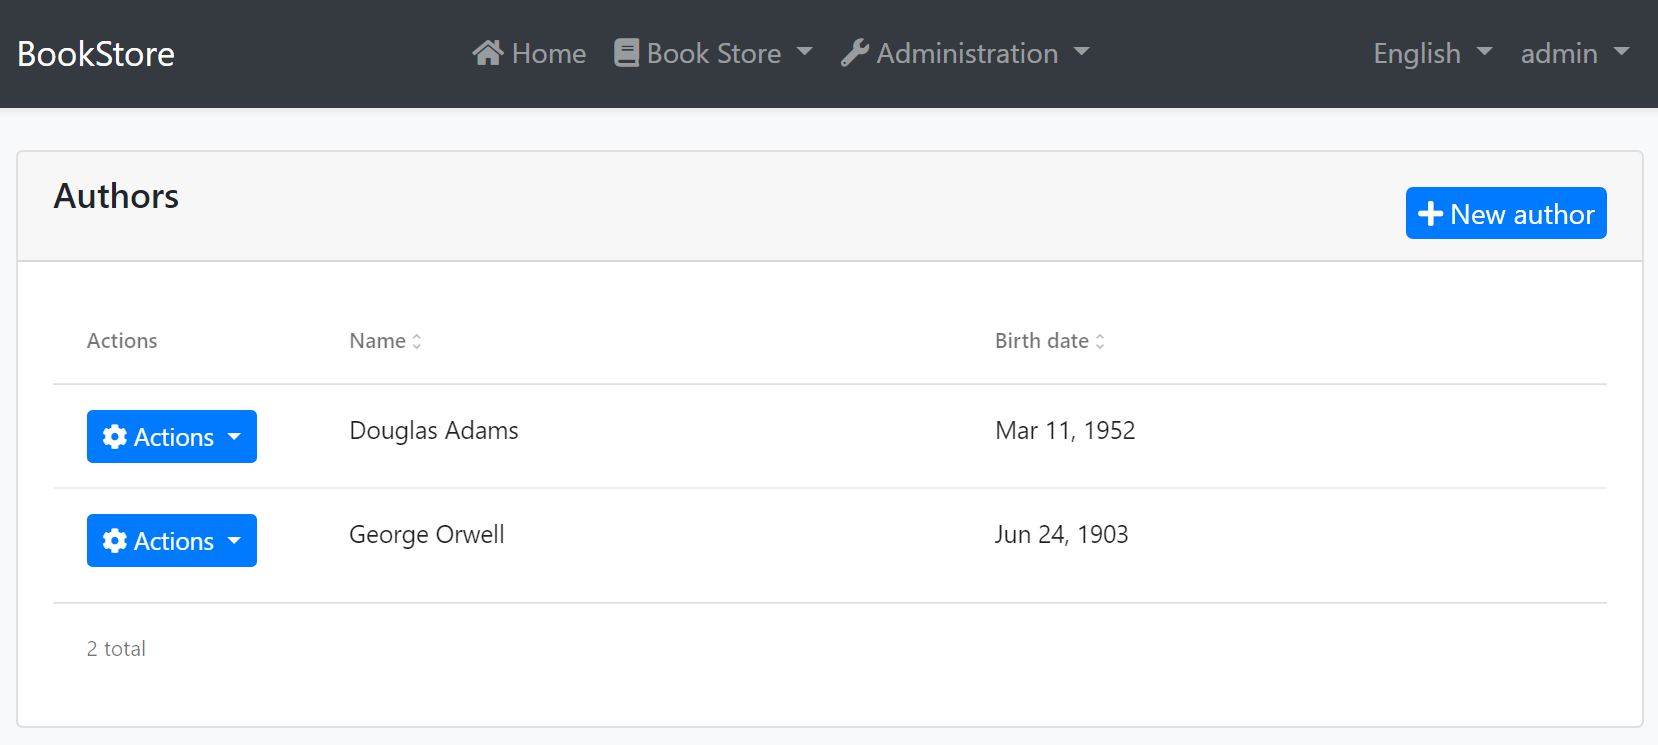 BookStore Home Book Store Administration English admin
Authors
New author
Actions Name Birth date
Actions Douglas Adams Mar 11, 1952
Actions George Orwell Jun 24, 1903
2 total